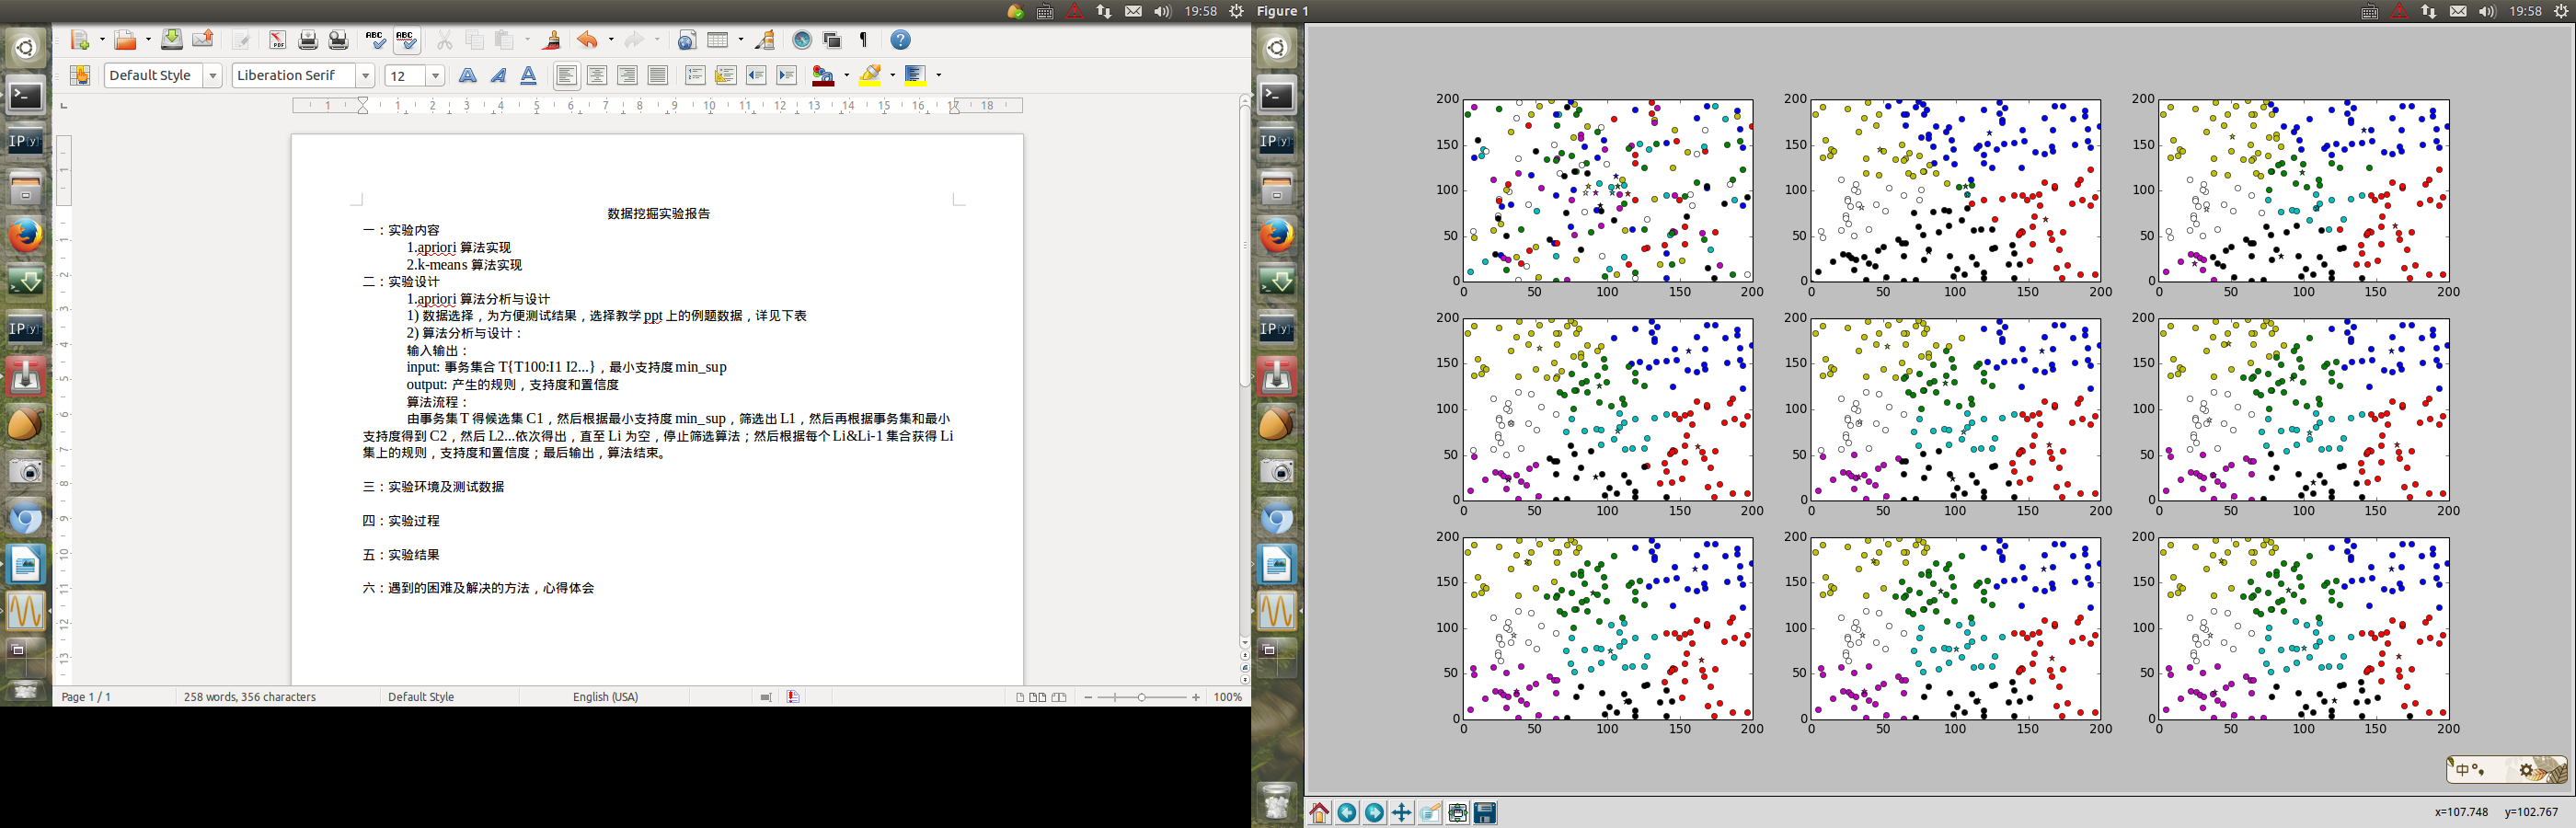 19:58
Figure 1
19:58
Default Style
Liberation Serif
12
1 1 2 3 4 5 6 7 8 9 10 11 12 13 14 15 16 17 18
数据挖掘实验报告
一：实验内容
1.apriori 算法实现
2.k-means 算法实现
二：实验设计
1.apriori 算法分析与设计
1) 数据选择，为方便测试结果，选择教学 ppt 上的例题数据，详见下表
2) 算法分析与设计：
输入输出：
input: 事务集合 T{T100:I1 I2...}，最小支持度 min_sup
output: 产生的规则，支持度和置信度
算法流程：
由事务集 T 得候选集 C1，然后根据最小支持度 min_sup，筛选出 L1，然后再根据事务集和最小
支持度得到 C2，然后 L2...依次得出，直至 Li 为空，停止筛选算法；然后根据每个 Li&Li-1 集合获得 Li
集上的规则，支持度和置信度；最后输出，算法结束。
三：实验环境及测试数据
四：实验过程
五：实验结果
六：遇到的困难及解决的方法，心得体会
1 1 2 3 4 5 6 7 8 9 10 11 12 13
Page 1 / 1
258 words, 356 characters
Default Style
English (USA)
100%
200 150 100 50 0
0 50 100 150 200
200 150 100 50 0
0 50 100 150 200
200 150 100 50 0
0 50 100 150 200
200 150 100 50 0
0 50 100 150 200
200 150 100 50 0
0 50 100 150 200
200 150 100 50 0
0 50 100 150 200
200 150 100 50 0
0 50 100 150 200
200 150 100 50 0
0 50 100 150 200
200 150 100 50 0
0 50 100 150 200
中
x=107.748 y=102.767